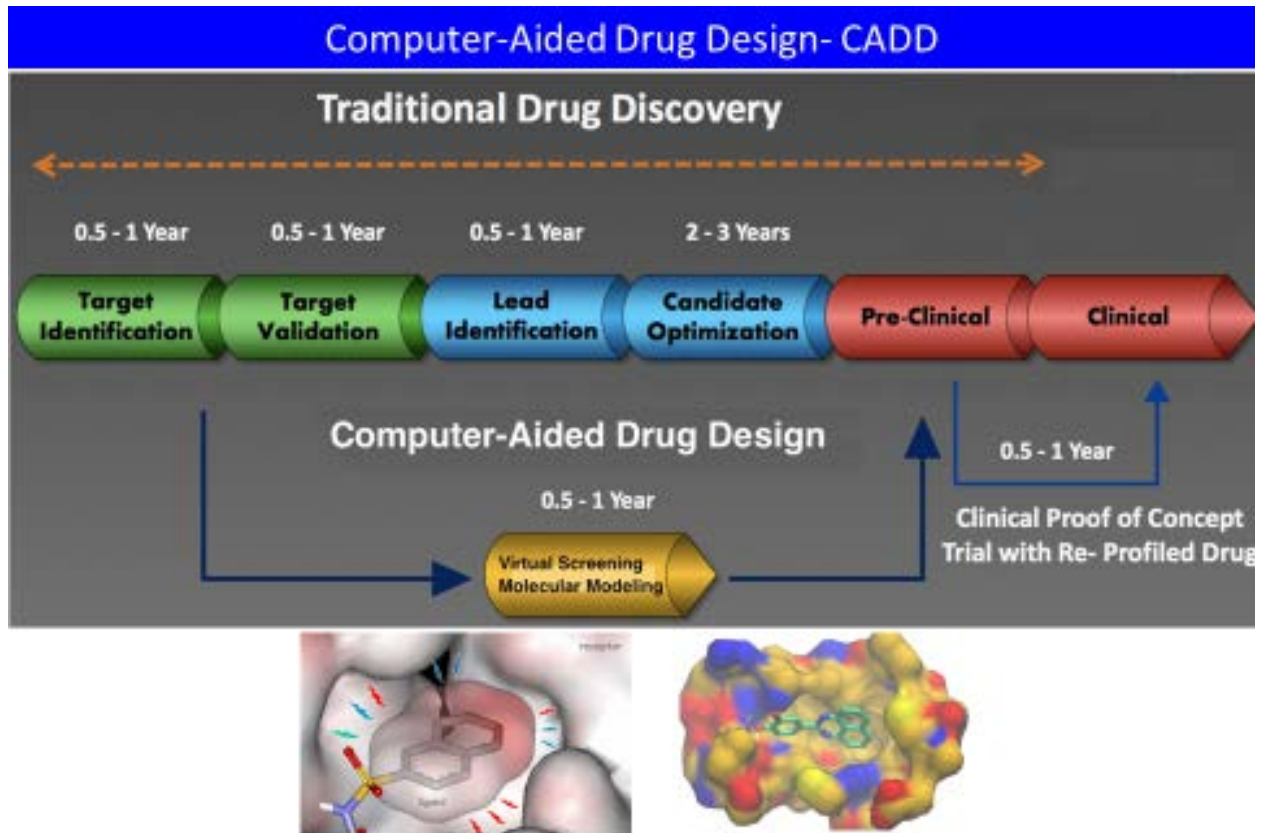 Computer-Aided Drug Design- CADD
Traditional Drug Discovery
0.5 - 1 Year
0.5 - 1 Year
0.5 - 1 Year
2 - 3 Years
Target
Identification
Target
Validation
Lead
Identification
Candidate
Optimization
Pre-Clinical
Clinical
Computer-Aided Drug Design
0.5 - 1 Year
Virtual Screening
Molecular Modeling
0.5 - 1 Year
Clinical Proof of Concept
Trial with Re- Profiled Drug
receptor
ligand